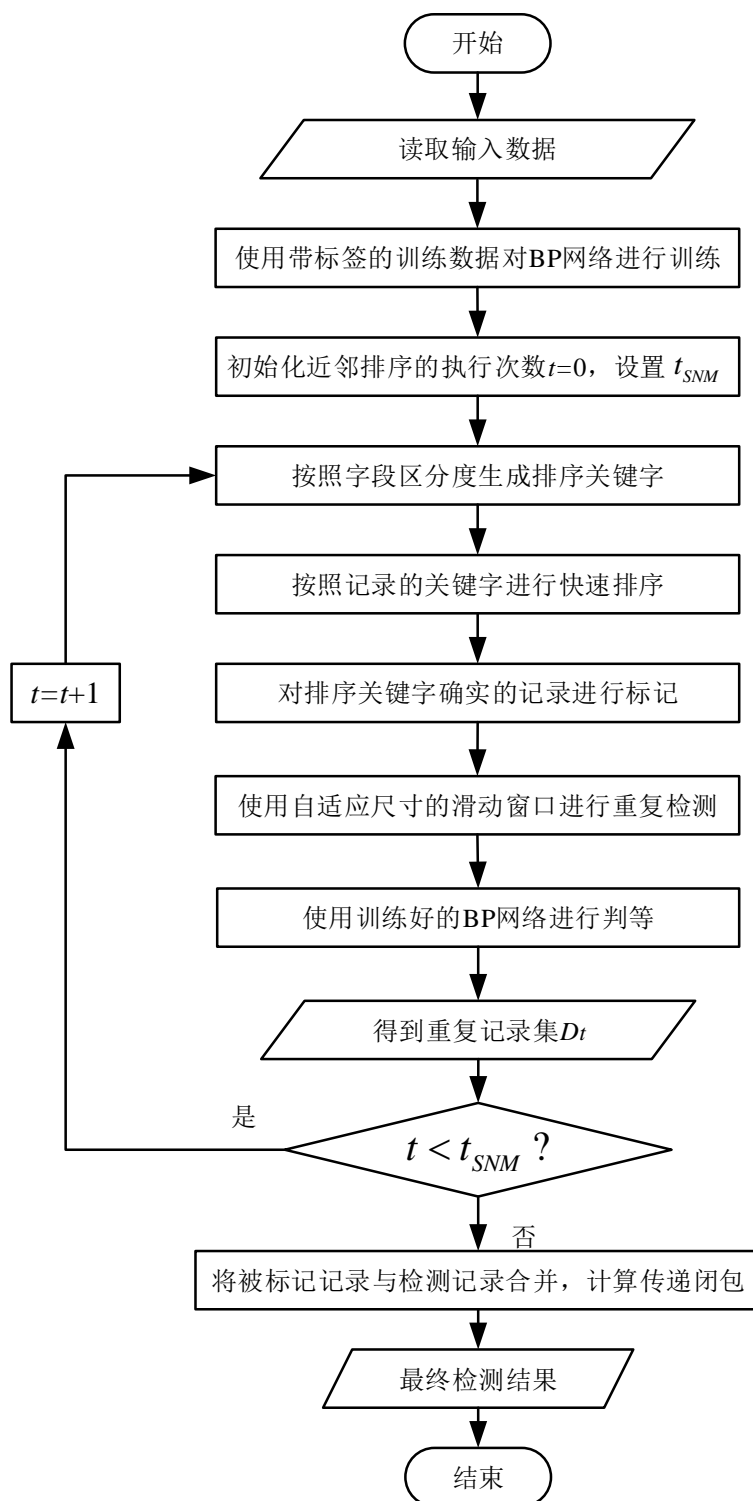 开始
读取输入数据
使用带标签的训练数据对BP网络进行训练
初始化近邻排序的执行次数t=0，设置 t_{SNM}
按照字段区分度生成排序关键字
按照记录的关键字进行快速排序
t=t+1
对排序关键字确实的记录进行标记
使用自适应尺寸的滑动窗口进行重复检测
使用训练好的BP网络进行判等
得到重复记录集Dt
是
t < t_{SNM} ?
否
将被标记记录与检测记录合并，计算传递闭包
最终检测结果
结束